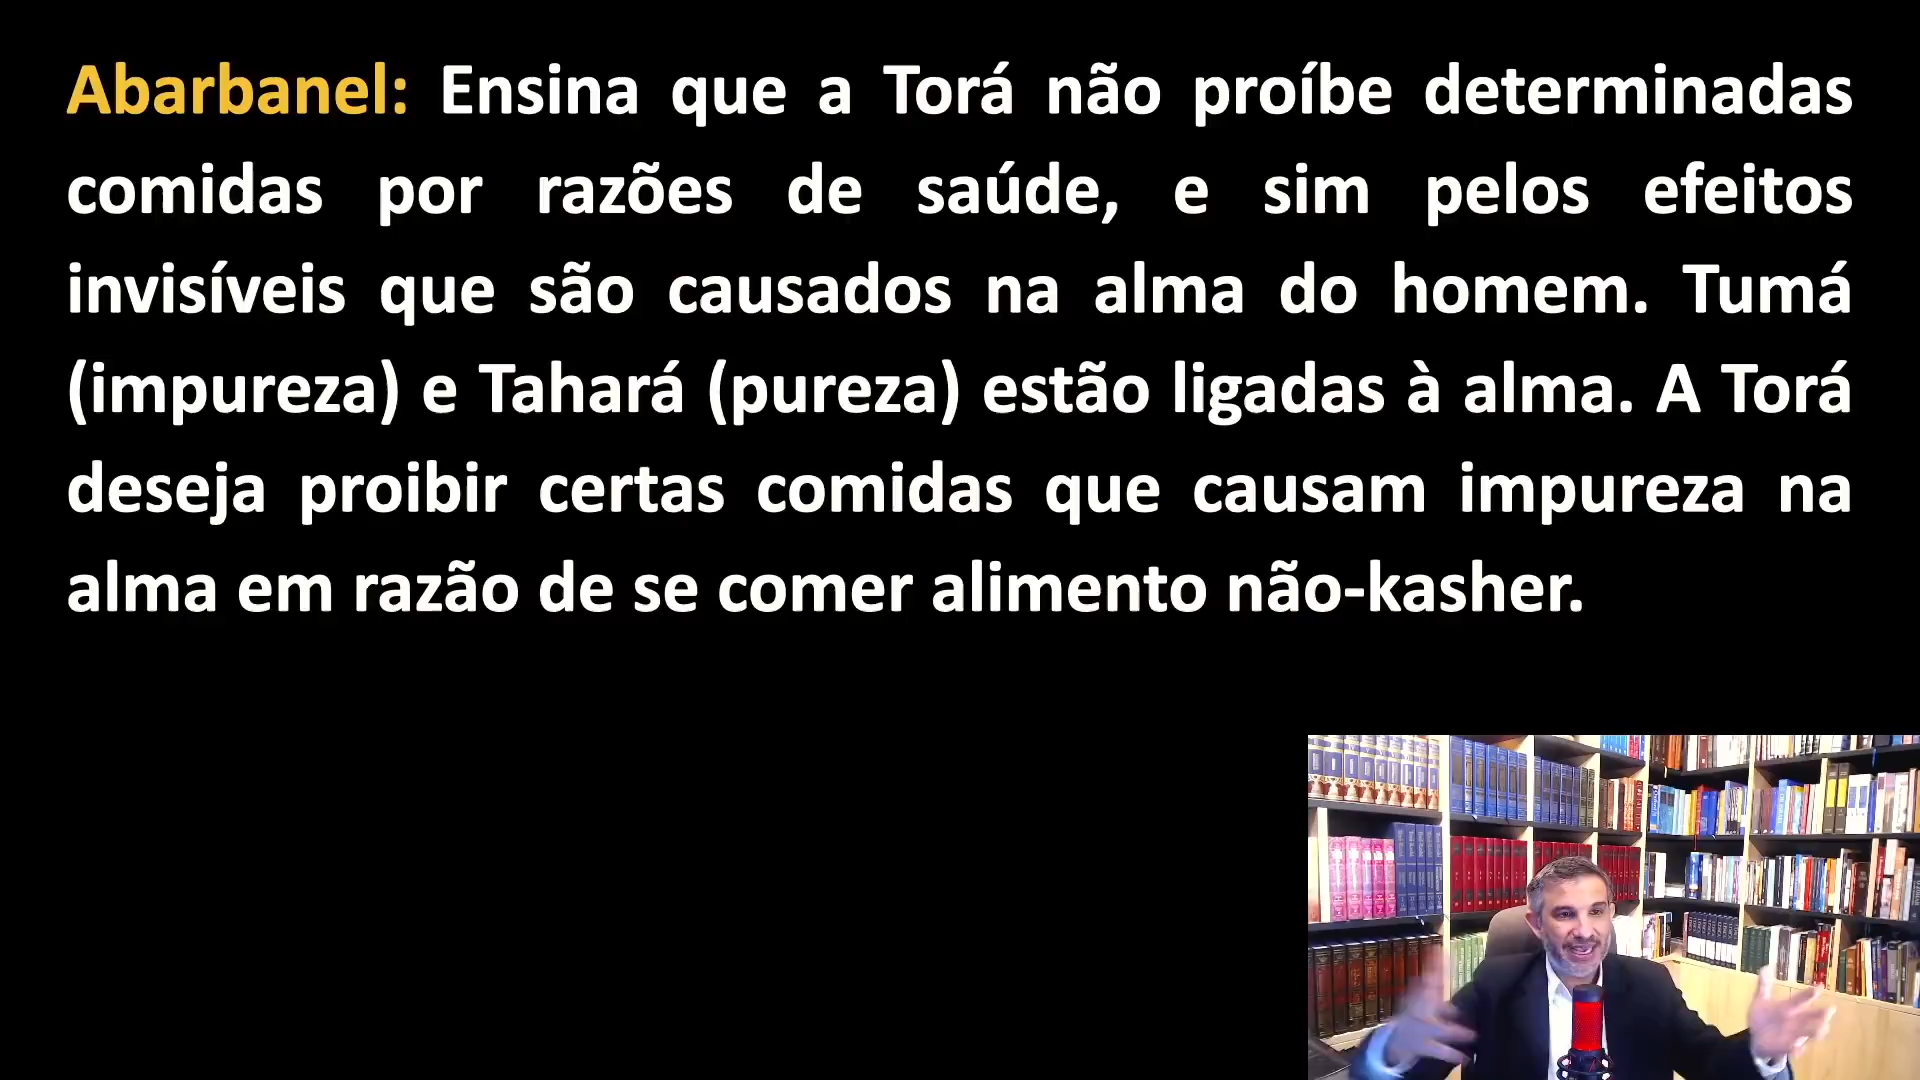 Abarbanel: Ensina que a Torá não proíbe determinadas
comidas por razões de saúde, e sim pelos efeitos
invisíveis que são causados na alma do homem. Tumá
(impureza) e Tahará (pureza) estão ligadas à alma. A Torá
deseja proibir certas comidas que causam impureza na
alma em razão de se comer alimento não-kasher.